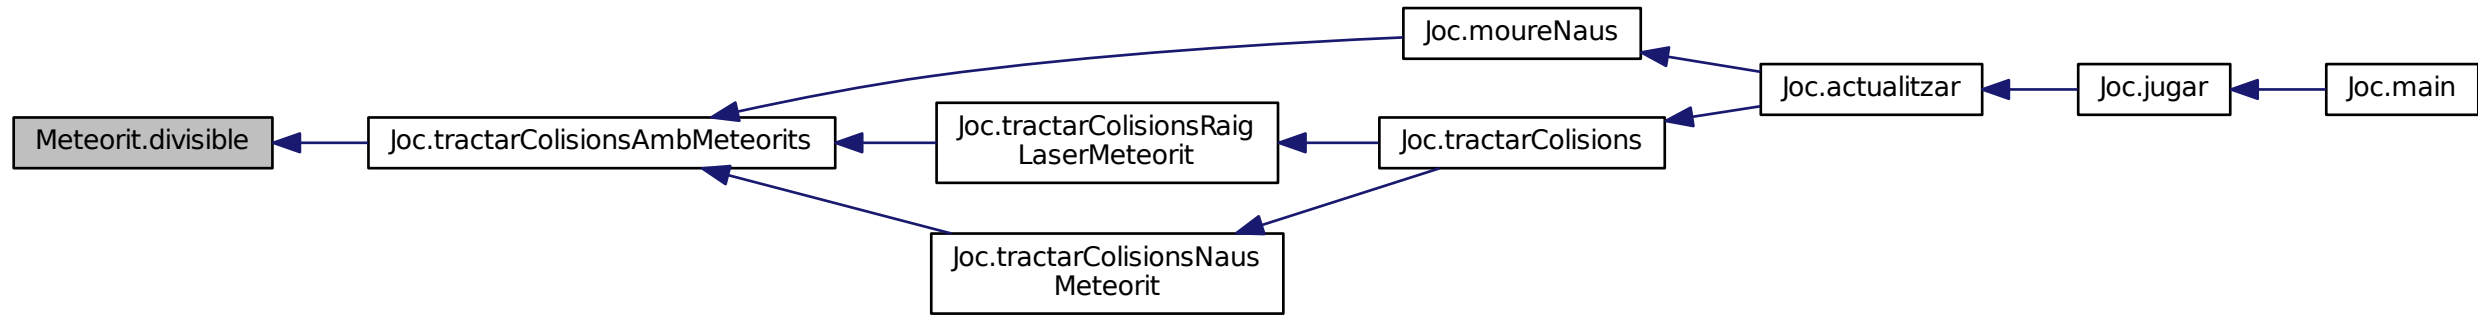 Meteorit.divisible
Joc.tractarColisionsAmbMeteorits
Joc.moureNaus
Joc.tractarColisionsRaig
LaserMeteorit
Joc.tractarColisionsNaus
Meteorit
Joc.tractarColisions
Joc.actualitzar
Joc.jugar
Joc.main